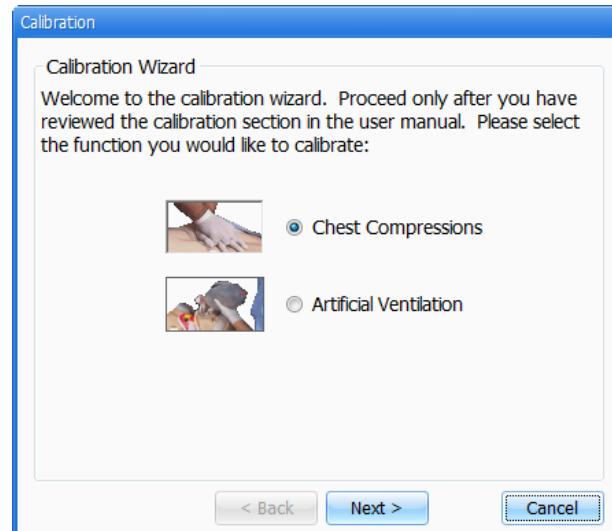 Calibration
Calibration Wizard
Welcome to the calibration wizard.  Proceed only after you have
reviewed the calibration section in the user manual.  Please select
the function you would like to calibrate:
Chest Compressions
Artificial Ventilation
< Back
Next >
Cancel